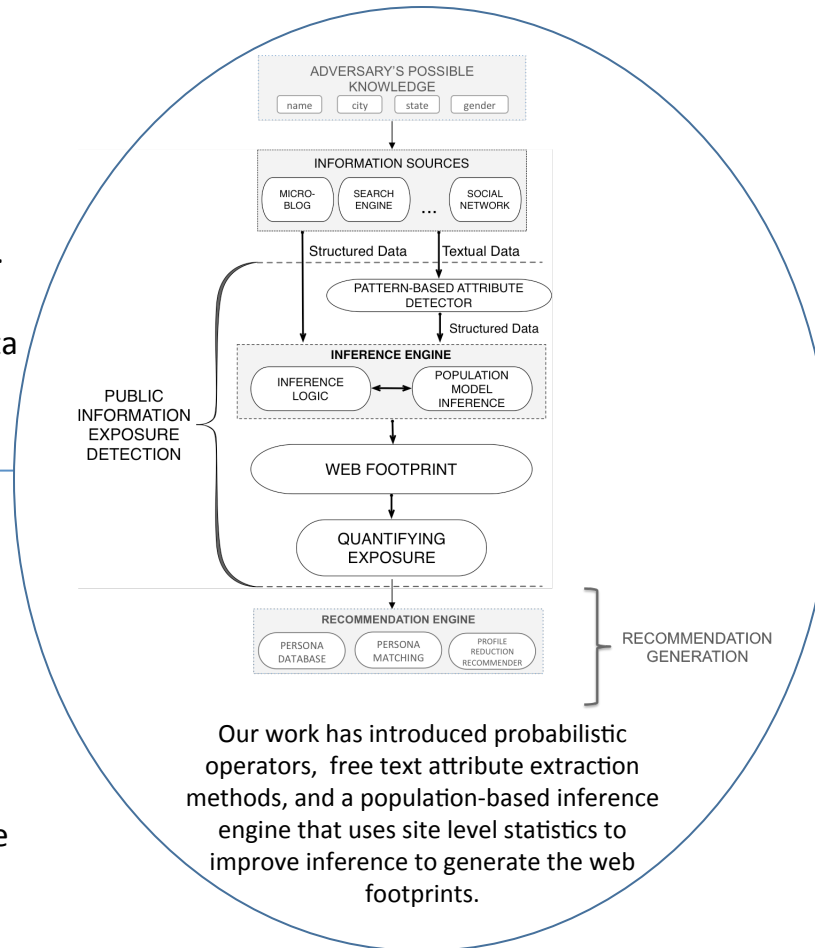 ADVERSARY'S POSSIBLE
KNOWLEDGE
name city state gender
INFORMATION SOURCES
MICRO-
BLOG
SEARCH
ENGINE
...
SOCIAL
NETWORK
Structured Data
Textual Data
PATTERN-BASED ATTRIBUTE
DETECTOR
Structured Data
INFERENCE ENGINE
INFERENCE
LOGIC
POPULATION
MODEL
INFERENCE
PUBLIC
INFORMATION
EXPOSURE
DETECTION
WEB FOOTPRINT
QUANTIFYING
EXPOSURE
RECOMMENDATION ENGINE
PERSONA
DATABASE
PERSONA
MATCHING
PROFILE
REDUCTION
RECOMMENDER
RECOMMENDATION
GENERATION
Our work has introduced probabilistic
operators, free text attribute extraction
methods, and a population-based inference
engine that uses site level statistics to
improve inference to generate the web
footprints.